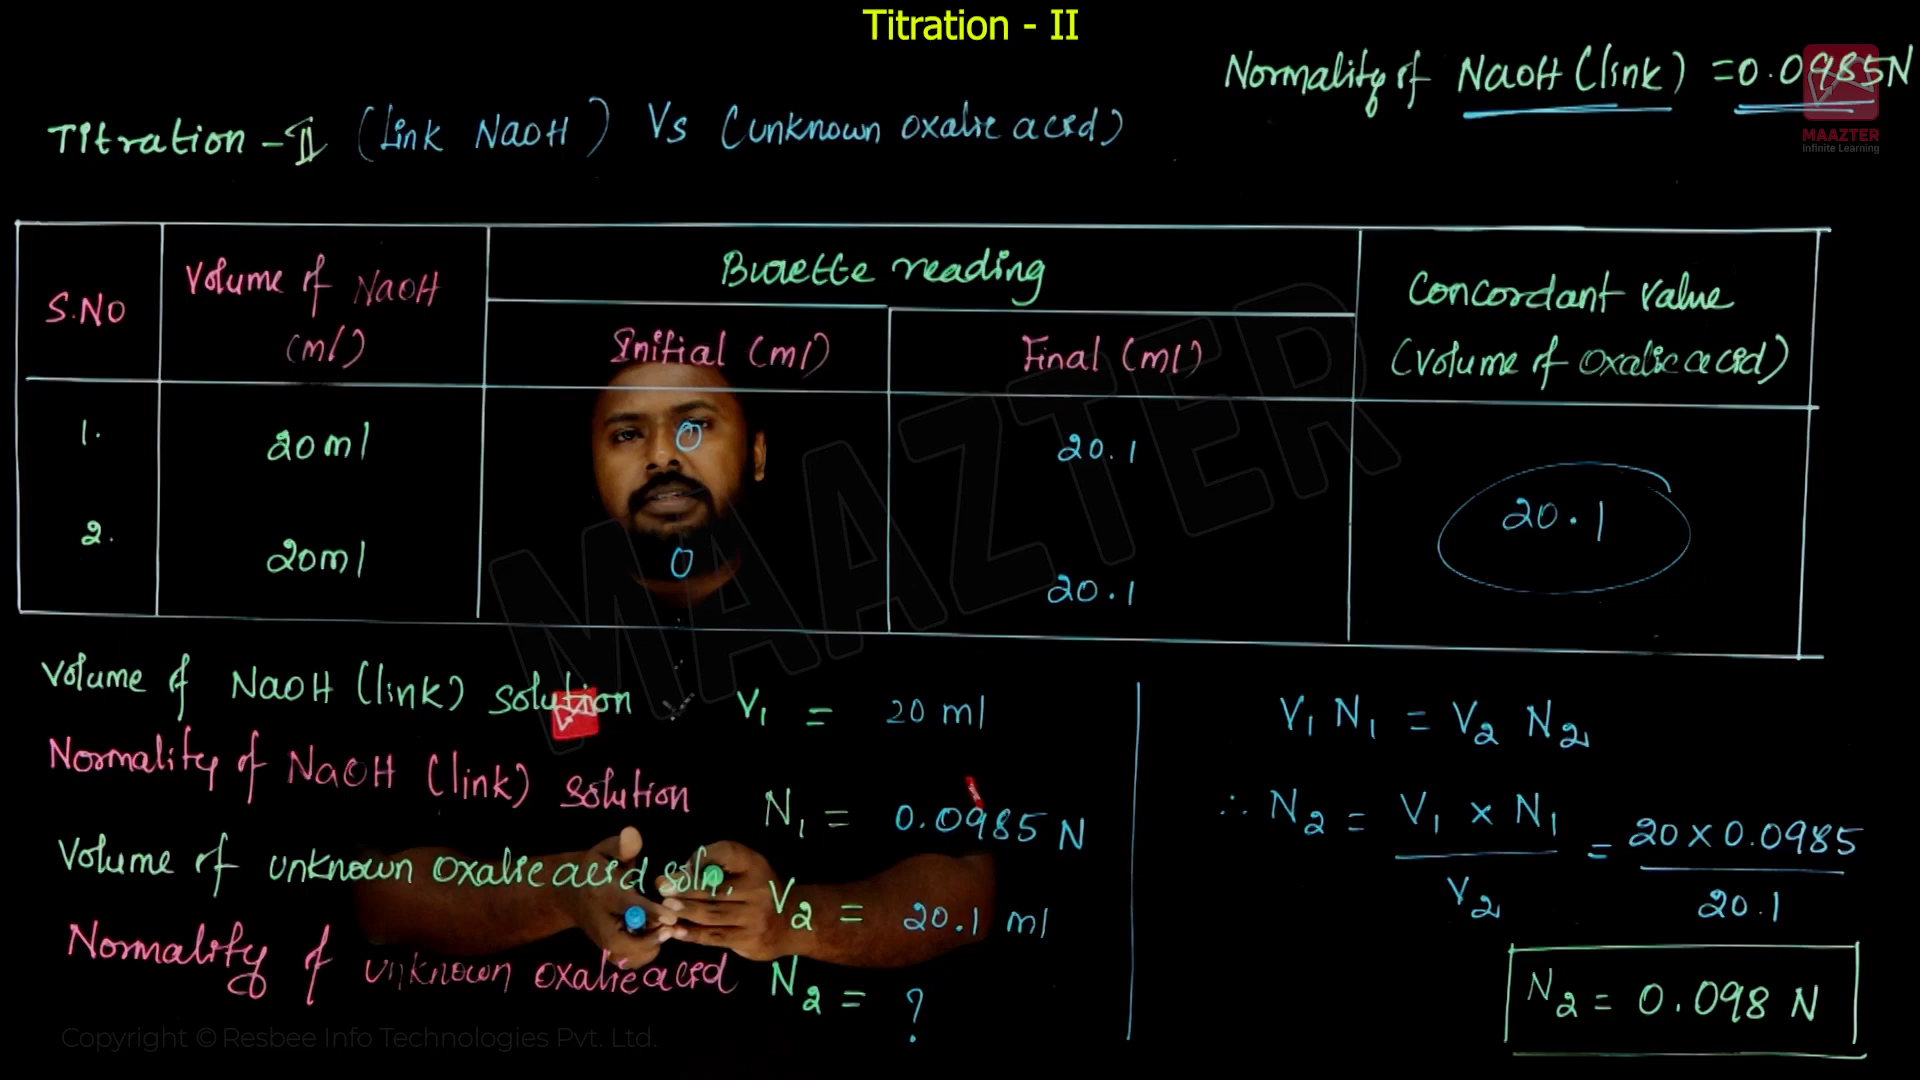 Titration - II
Normality of NaOH (link) = 0.0985 N
MAAZTER
Infinite Learning
Titration - II (Link NaOH) Vs (unknown oxalic acid)
S.NO
Volume of NaOH
(ml)
Burette reading
Initial (ml)
Final (ml)
Concordant value
(volume of oxalic acid)
1. 20ml 0 20.1
20.1
2. 20ml 0 20.1
MAAZTER
Volume of NaOH (link) solution V1 = 20 ml
Normality of NaOH (link) solution N1 = 0.0985 N
Volume of unknown oxalic acid soln. V2 = 20.1 ml
Normality of unknown oxalic acid N2 = ?
V1 N1 = V2 N2
∴ N2 = V1 x N1 / V2 = 20 x 0.0985 / 20.1
N2 = 0.098 N
Copyright © Resbee Info Technologies Pvt. Ltd.